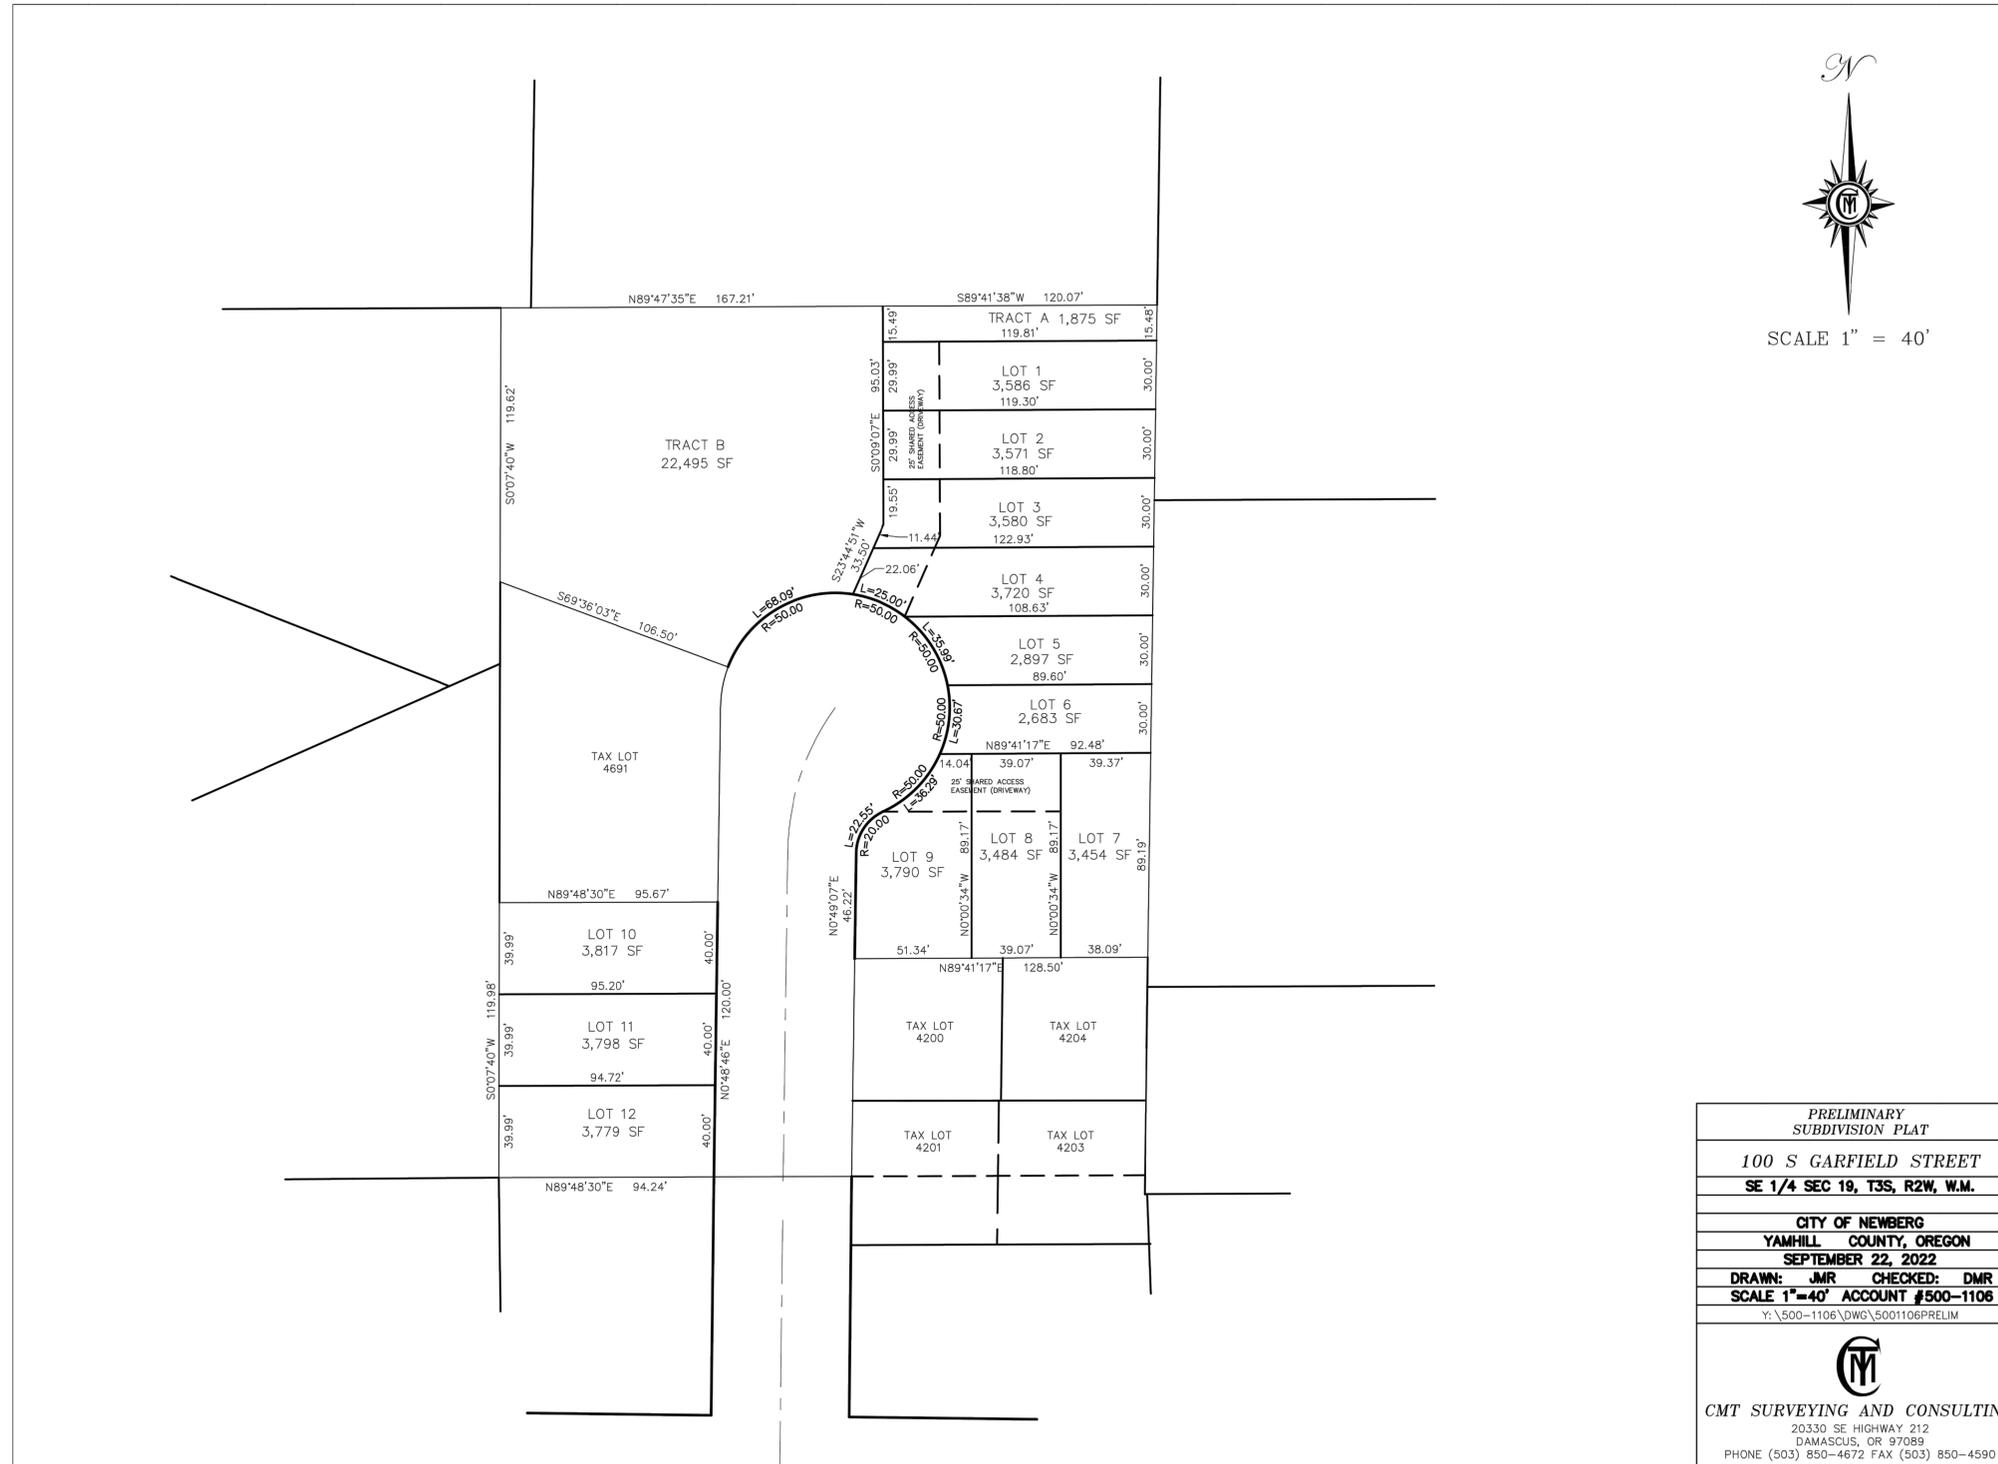 N
SCALE 1" = 40'
N89°47'35"E 167.21'
S89°41'38"W 120.07'
TRACT A 1,875 SF
15.49'
15.48'
119.81'
S0°07'40"W 119.62'
TRACT B
22,495 SF
S0°09'07"E 95.03'
29.99'
LOT 1
3,586 SF
30.00'
119.30'
25' SHARED ACCESS
EASEMENT (DRIVEWAY)
29.99'
LOT 2
3,571 SF
30.00'
118.80'
19.55'
LOT 3
3,580 SF
30.00'
122.93'
11.44'
S23°44'51"W
33.50'
22.06'
LOT 4
3,720 SF
30.00'
108.63'
S69°36'03"E 106.50'
L=68.09'
R=50.00
L=25.00'
R=50.00
L=35.99'
R=50.00
LOT 5
2,897 SF
30.00'
89.60'
LOT 6
2,683 SF
30.00'
R=50.00
L=30.67'
N89°41'17"E 92.48'
TAX LOT
4691
14.04'
39.07'
39.37'
25' SHARED ACCESS
EASEMENT (DRIVEWAY)
R=50.00
L=36.29'
L=22.55'
R=20.00
LOT 9
3,790 SF
89.17'
N0°00'34"W
LOT 8
3,484 SF
89.17'
N0°00'34"W
LOT 7
3,454 SF
89.19'
N0°49'07"E
46.22'
N89°48'30"E 95.67'
51.34'
39.07'
38.09'
N89°41'17"E 128.50'
LOT 10
3,817 SF
39.99'
40.00'
95.20'
S0°07'40"W 119.98'
N0°48'46"E 120.00'
LOT 11
3,798 SF
39.99'
40.00'
94.72'
LOT 12
3,779 SF
39.99'
40.00'
N89°48'30"E 94.24'
TAX LOT
4200
TAX LOT
4204
TAX LOT
4201
TAX LOT
4203
PRELIMINARY
SUBDIVISION PLAT
100 S GARFIELD STREET
SE 1/4 SEC 19, T3S, R2W, W.M.
CITY OF NEWBERG
YAMHILL COUNTY, OREGON
SEPTEMBER 22, 2022
DRAWN: JMR CHECKED: DMR
SCALE 1"=40' ACCOUNT #500-1106
Y:\500-1106\DWG\5001106PRELIM
CMT SURVEYING AND CONSULTIN
20330 SE HIGHWAY 212
DAMASCUS, OR 97089
PHONE (503) 850-4672 FAX (503) 850-4590